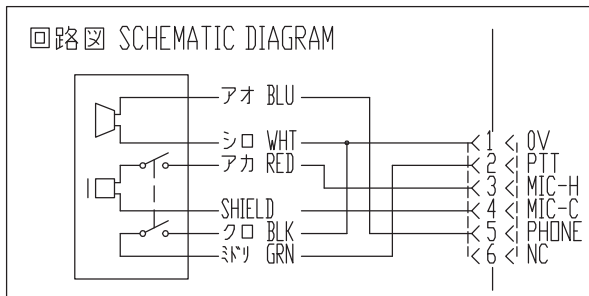 回路図 SCHEMATIC DIAGRAM
アオ BLU
シロ WHT
アカ RED
SHIELD
クロ BLK
ミドリ GRN
1 0V
2 PTT
3 MIC-H
4 MIC-C
5 PHONE
6 NC